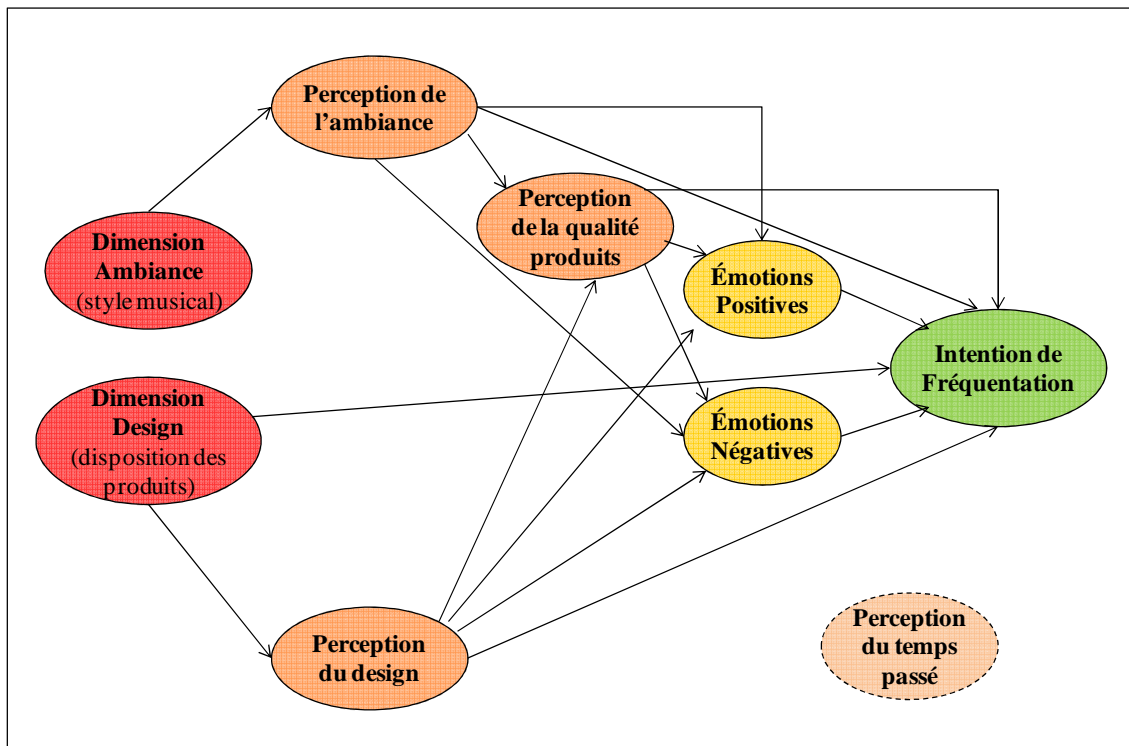 Perception de
l’ambiance
Perception
de la qualité
produits
Dimension
Ambiance
(style musical)
Émotions
Positives
Intention de
Fréquentation
Dimension
Design
(disposition des
produits)
Émotions
Négatives
Perception
du design
Perception
du temps
passé